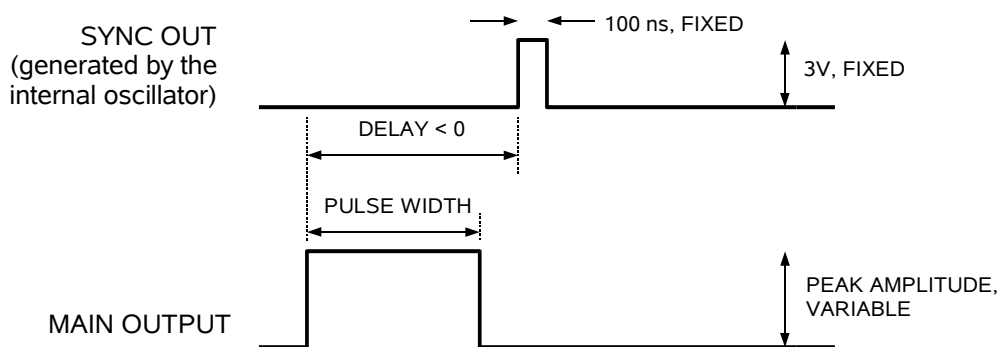 100 ns, FIXED
SYNC OUT
(generated by the
internal oscillator)
3V, FIXED
DELAY < 0
PULSE WIDTH
PEAK AMPLITUDE,
VARIABLE
MAIN OUTPUT